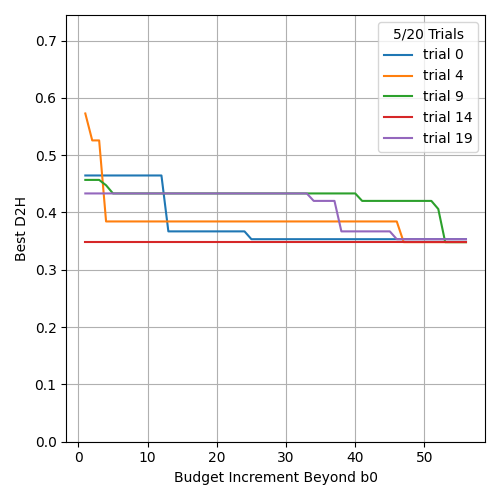 5/20 Trials
trial 0
trial 4
trial 9
trial 14
trial 19
0.7
0.6
0.5
0.4
0.3
0.2
0.1
0.0
Best D2H
0 10 20 30 40 50
Budget Increment Beyond b0